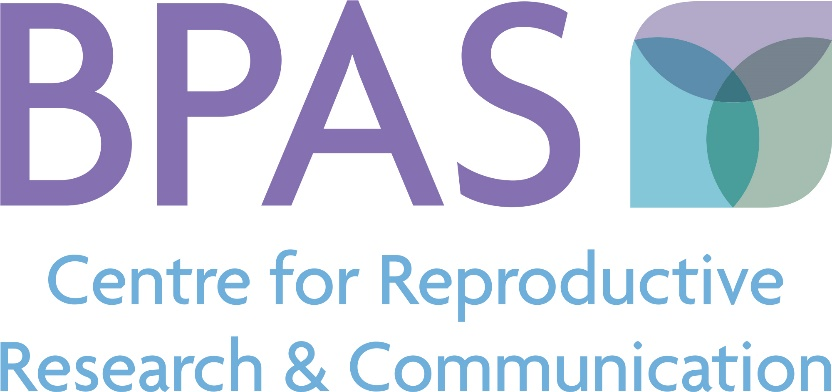 BPAS
Centre for Reproductive
Research & Communication